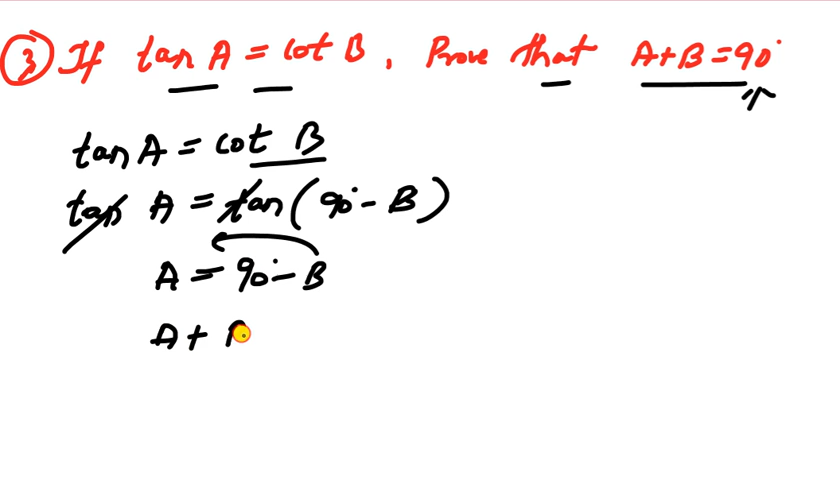 ③ If tan A = cot B, Prove that A+B=90°
tan A = cot B
tan A = tan (90° - B)
A = 90° - B
A +